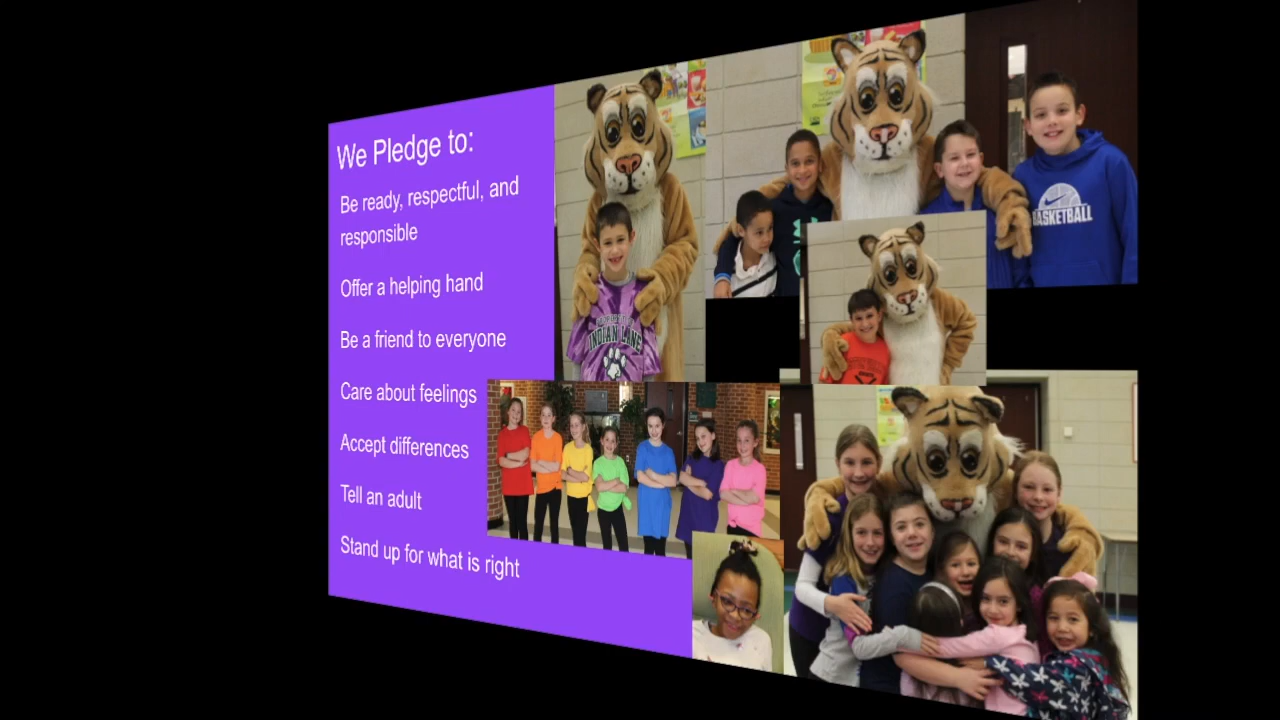 We Pledge to:
Be ready, respectful, and
responsible
Offer a helping hand
Be a friend to everyone
Care about feelings
Accept differences
Tell an adult
Stand up for what is right
INDIAN LANE
BASKETBALL